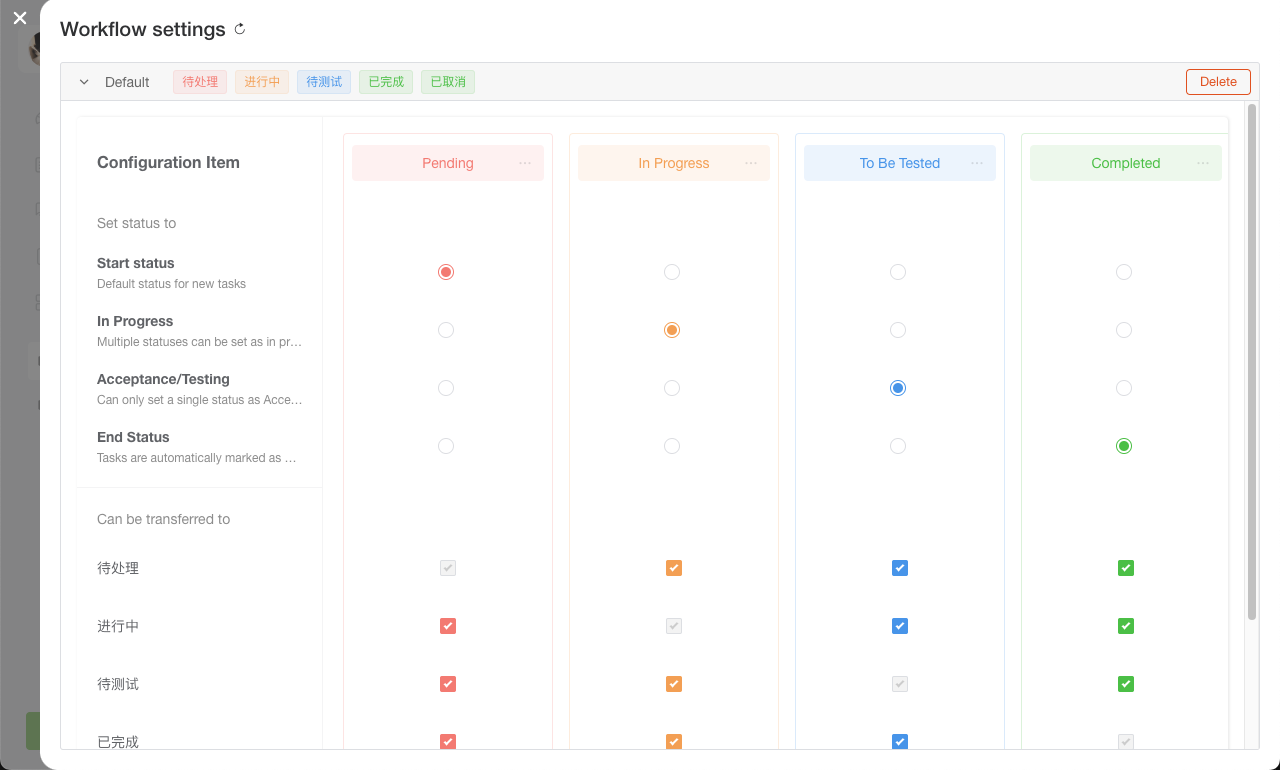 Workflow settings
Default 待处理 进行中 待测试 已完成 已取消 Delete
Configuration Item Pending In Progress To Be Tested Completed
Set status to
Start status
Default status for new tasks
In Progress
Multiple statuses can be set as in pr…
Acceptance/Testing
Can only set a single status as Acce…
End Status
Tasks are automatically marked as …
Can be transferred to
待处理
进行中
待测试
已完成